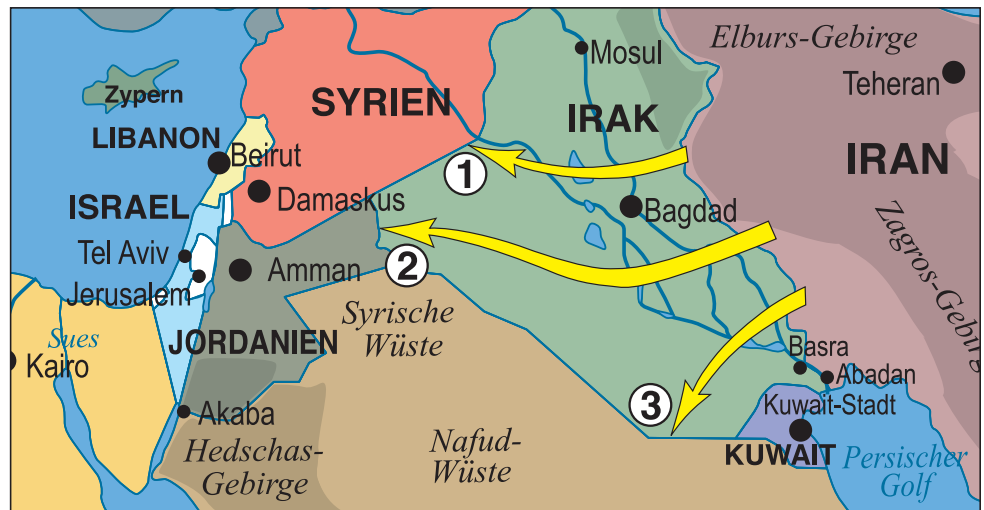 Elburs-Gebirge
Mosul
Teheran
Zypern
SYRIEN
IRAK
LIBANON
Beirut
IRAN
1
Damaskus
ISRAEL
Bagdad
Zagros-Gebirg
Tel Aviv
2
Amman
Jerusalem
Syrische
Wüste
Sues
JORDANIEN
Kairo
Basra
Abadan
3
Kuwait-Stadt
Akaba
Hedschas-
Gebirge
Nafud-
Wüste
KUWAIT
Persischer
Golf